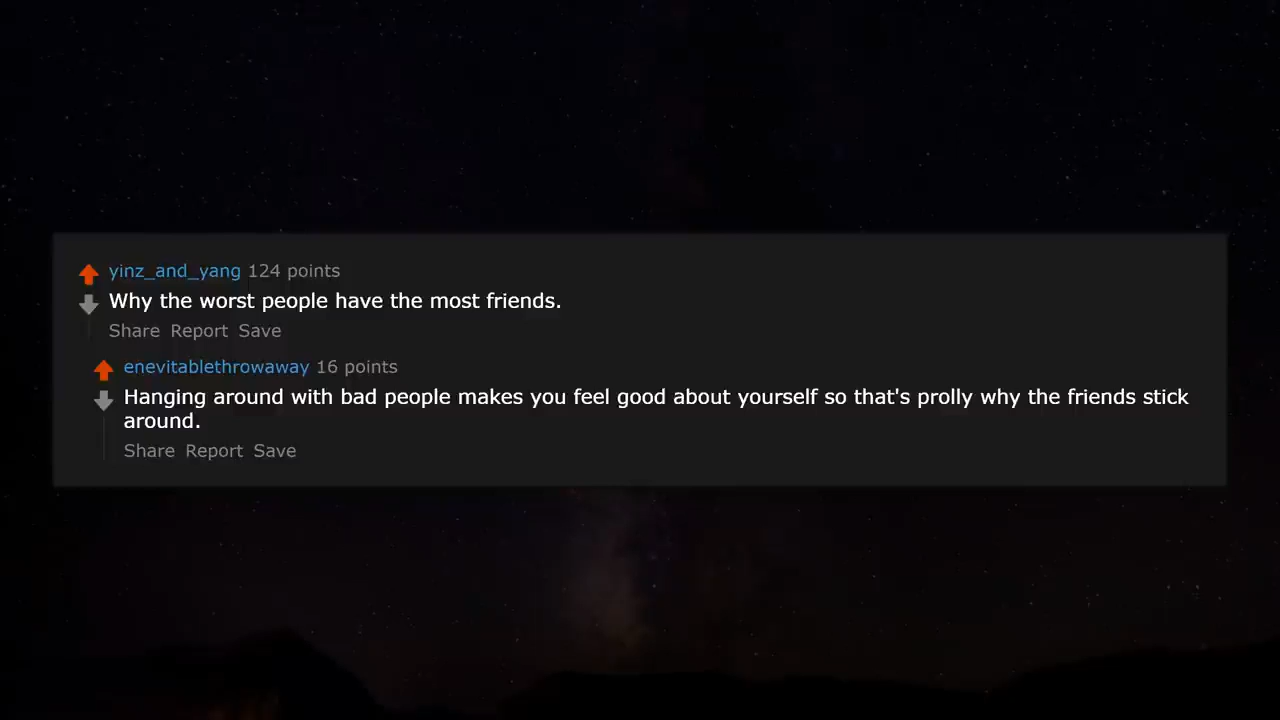 yinz_and_yang 124 points
Why the worst people have the most friends.
Share Report Save
enevitablethrowaway 16 points
Hanging around with bad people makes you feel good about yourself so that's prolly why the friends stick
around.
Share Report Save